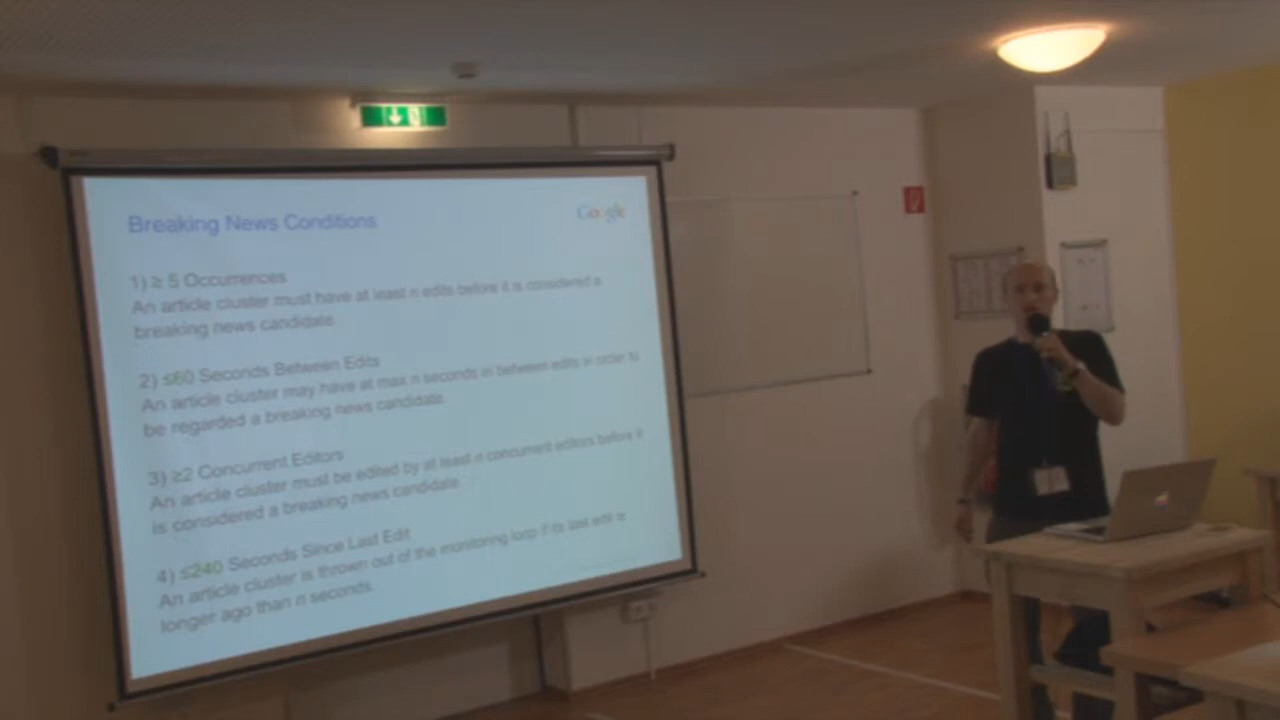 Breaking News Conditions
Google
1) ≥ 5 Occurrences
An article cluster must have at least n edits before it is considered a
breaking news candidate.
2) ≤60 Seconds Between Edits
An article cluster may have at max n seconds in between edits in order to
be regarded a breaking news candidate.
3) ≥2 Concurrent Editors
An article cluster must be edited by at least n concurrent editors before it
is considered a breaking news candidate.
4) ≤240 Seconds Since Last Edit
An article cluster is thrown out of the monitoring loop if its last edit is
longer ago than n seconds.